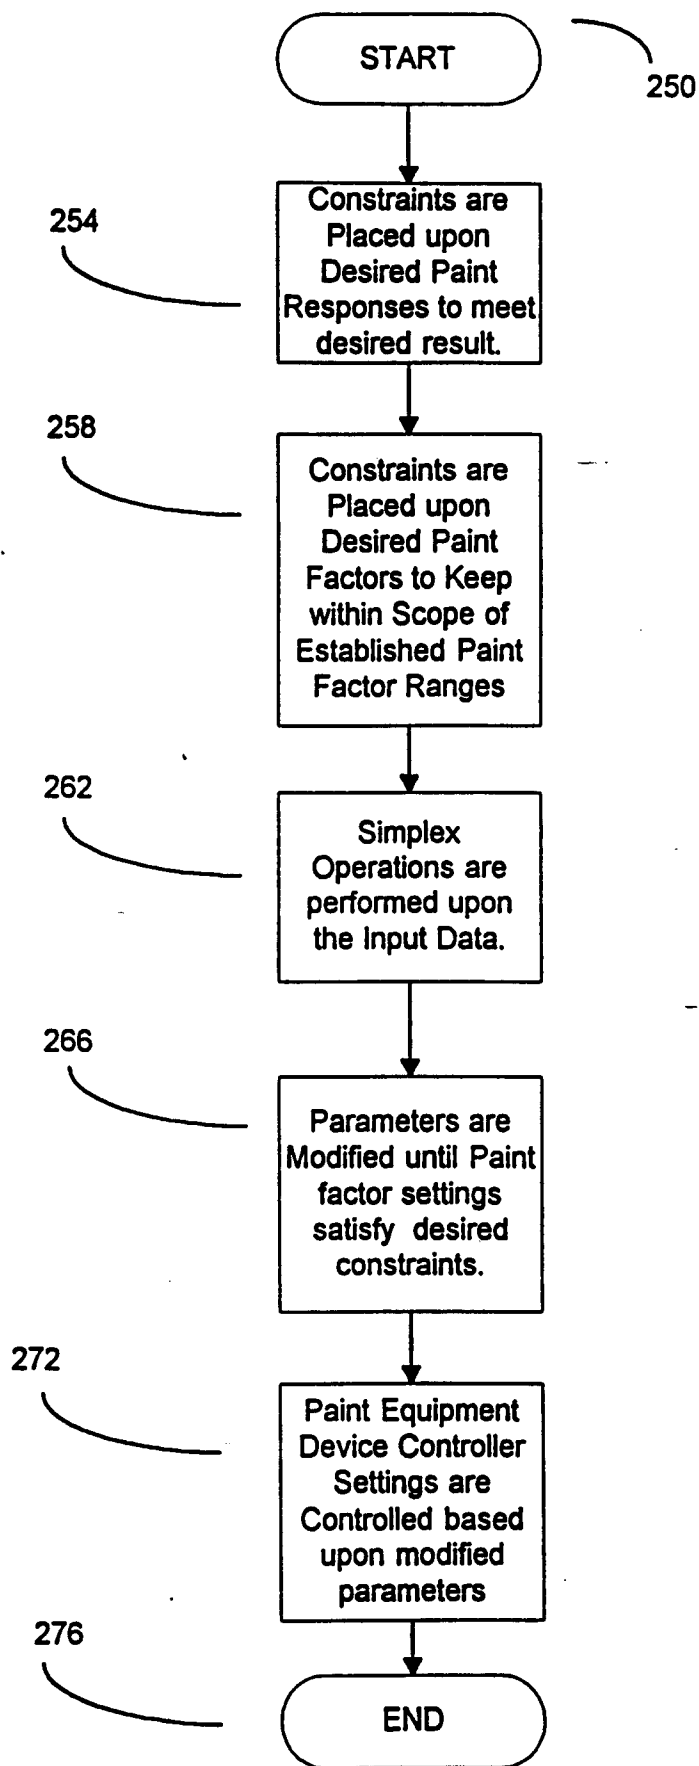 START
250
254
Constraints are
Placed upon
Desired Paint
Responses to meet
desired result.
258
Constraints are
Placed upon
Desired Paint
Factors to Keep
within Scope of
Established Paint
Factor Ranges
262
Simplex
Operations are
performed upon
the Input Data.
266
Parameters are
Modified until Paint
factor settings
satisfy desired
constraints.
272
Paint Equipment
Device Controller
Settings are
Controlled based
upon modified
parameters
276
END